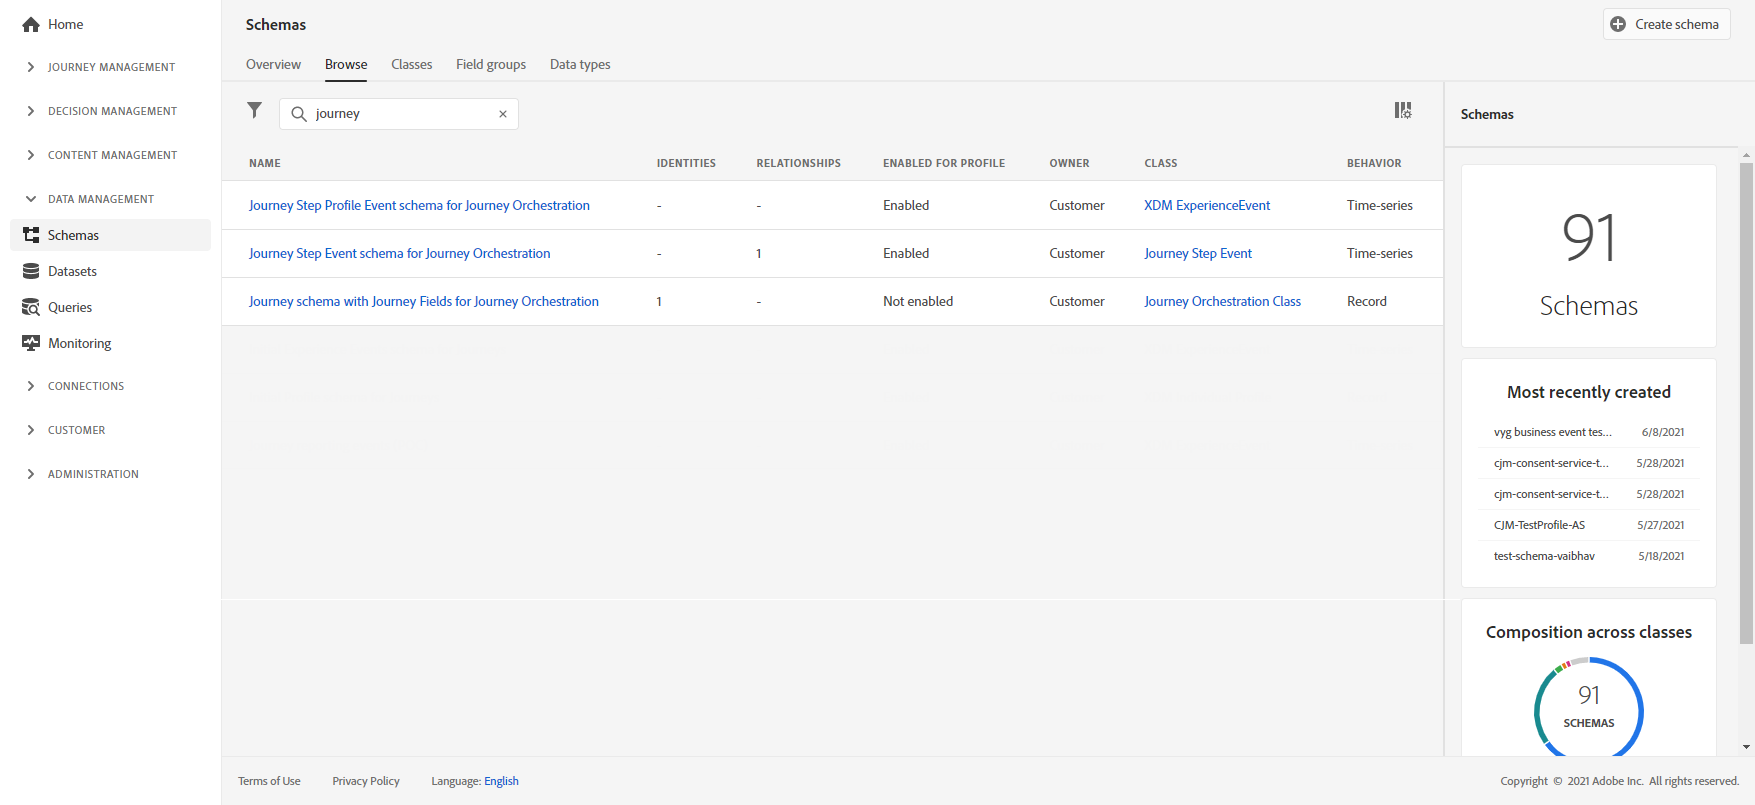 Home
JOURNEY MANAGEMENT
DECISION MANAGEMENT
CONTENT MANAGEMENT
DATA MANAGEMENT
Schemas
Datasets
Queries
Monitoring
CONNECTIONS
CUSTOMER
ADMINISTRATION
Schemas
Create schema
Overview Browse Classes Field groups Data types
journey
NAME IDENTITIES RELATIONSHIPS ENABLED FOR PROFILE OWNER CLASS BEHAVIOR
Journey Step Profile Event schema for Journey Orchestration - - Enabled Customer XDM ExperienceEvent Time-series
Journey Step Event schema for Journey Orchestration - 1 Enabled Customer Journey Step Event Time-series
Journey schema with Journey Fields for Journey Orchestration 1 - Not enabled Customer Journey Orchestration Class Record
Schemas
91
Schemas
Most recently created
vyg business event tes... 6/8/2021
cjm-consent-service-t... 5/28/2021
cjm-consent-service-t... 5/28/2021
CJM-TestProfile-AS 5/27/2021
test-schema-vaibhav 5/18/2021
Composition across classes
91
SCHEMAS
Terms of Use Privacy Policy Language: English
Copyright © 2021 Adobe Inc. All rights reserved.